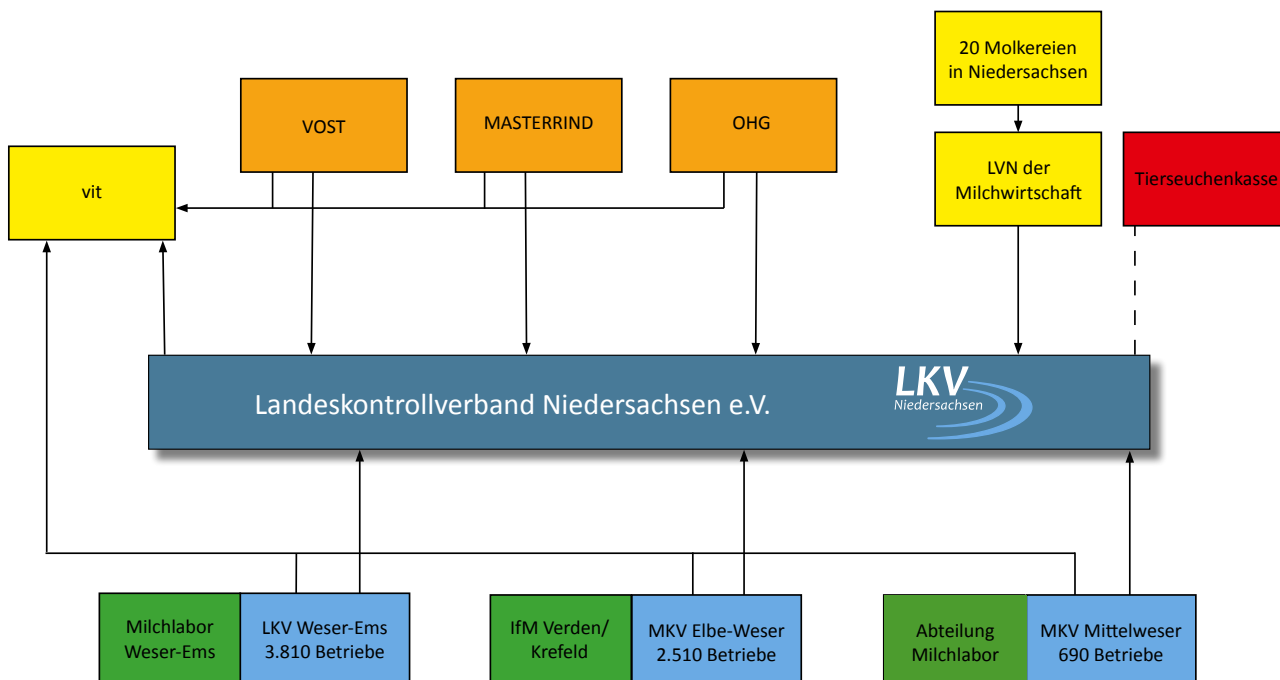 20 Molkereien
in Niedersachsen
VOST
MASTERRIND
OHG
vit
LVN der
Milchwirtschaft
Tierseuchenkasse
Landeskontrollverband Niedersachsen e.V.
LKV
Niedersachsen
Milchlabor
Weser-Ems
LKV Weser-Ems
3.810 Betriebe
IfM Verden/
Krefeld
MKV Elbe-Weser
2.510 Betriebe
Abteilung
Milchlabor
MKV Mittelweser
690 Betriebe